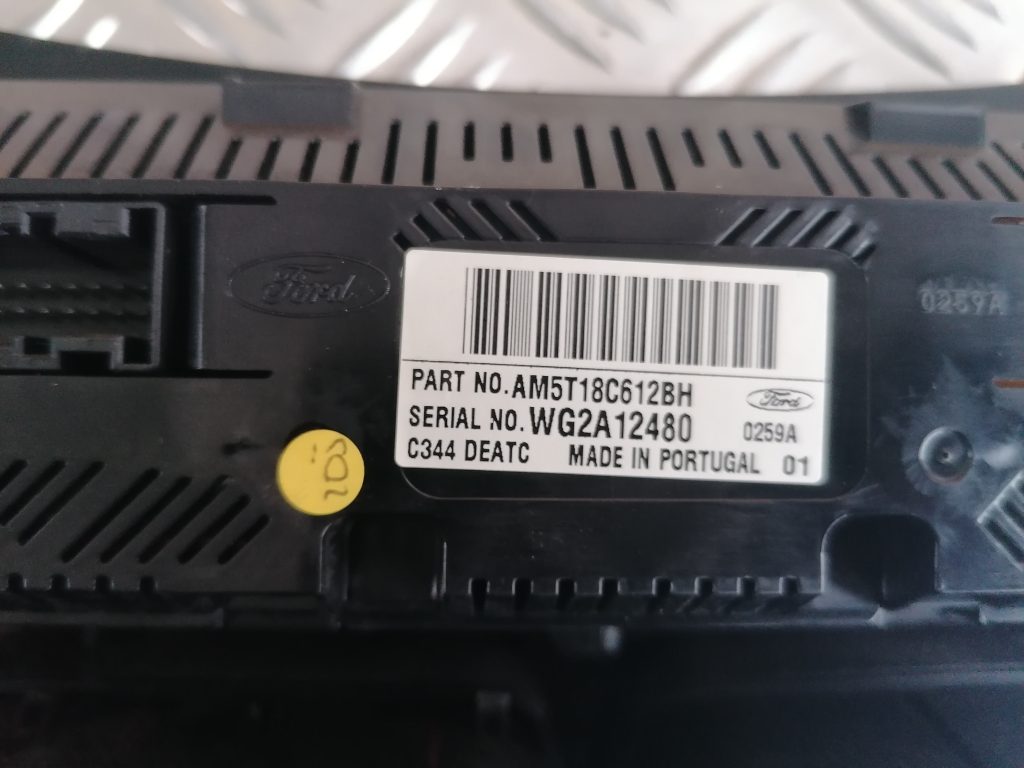 Ford
0259A
PART NO. AM5T18C612BH
Ford
SERIAL NO. WG2A12480
0259A
C344 DEATC MADE IN PORTUGAL 01